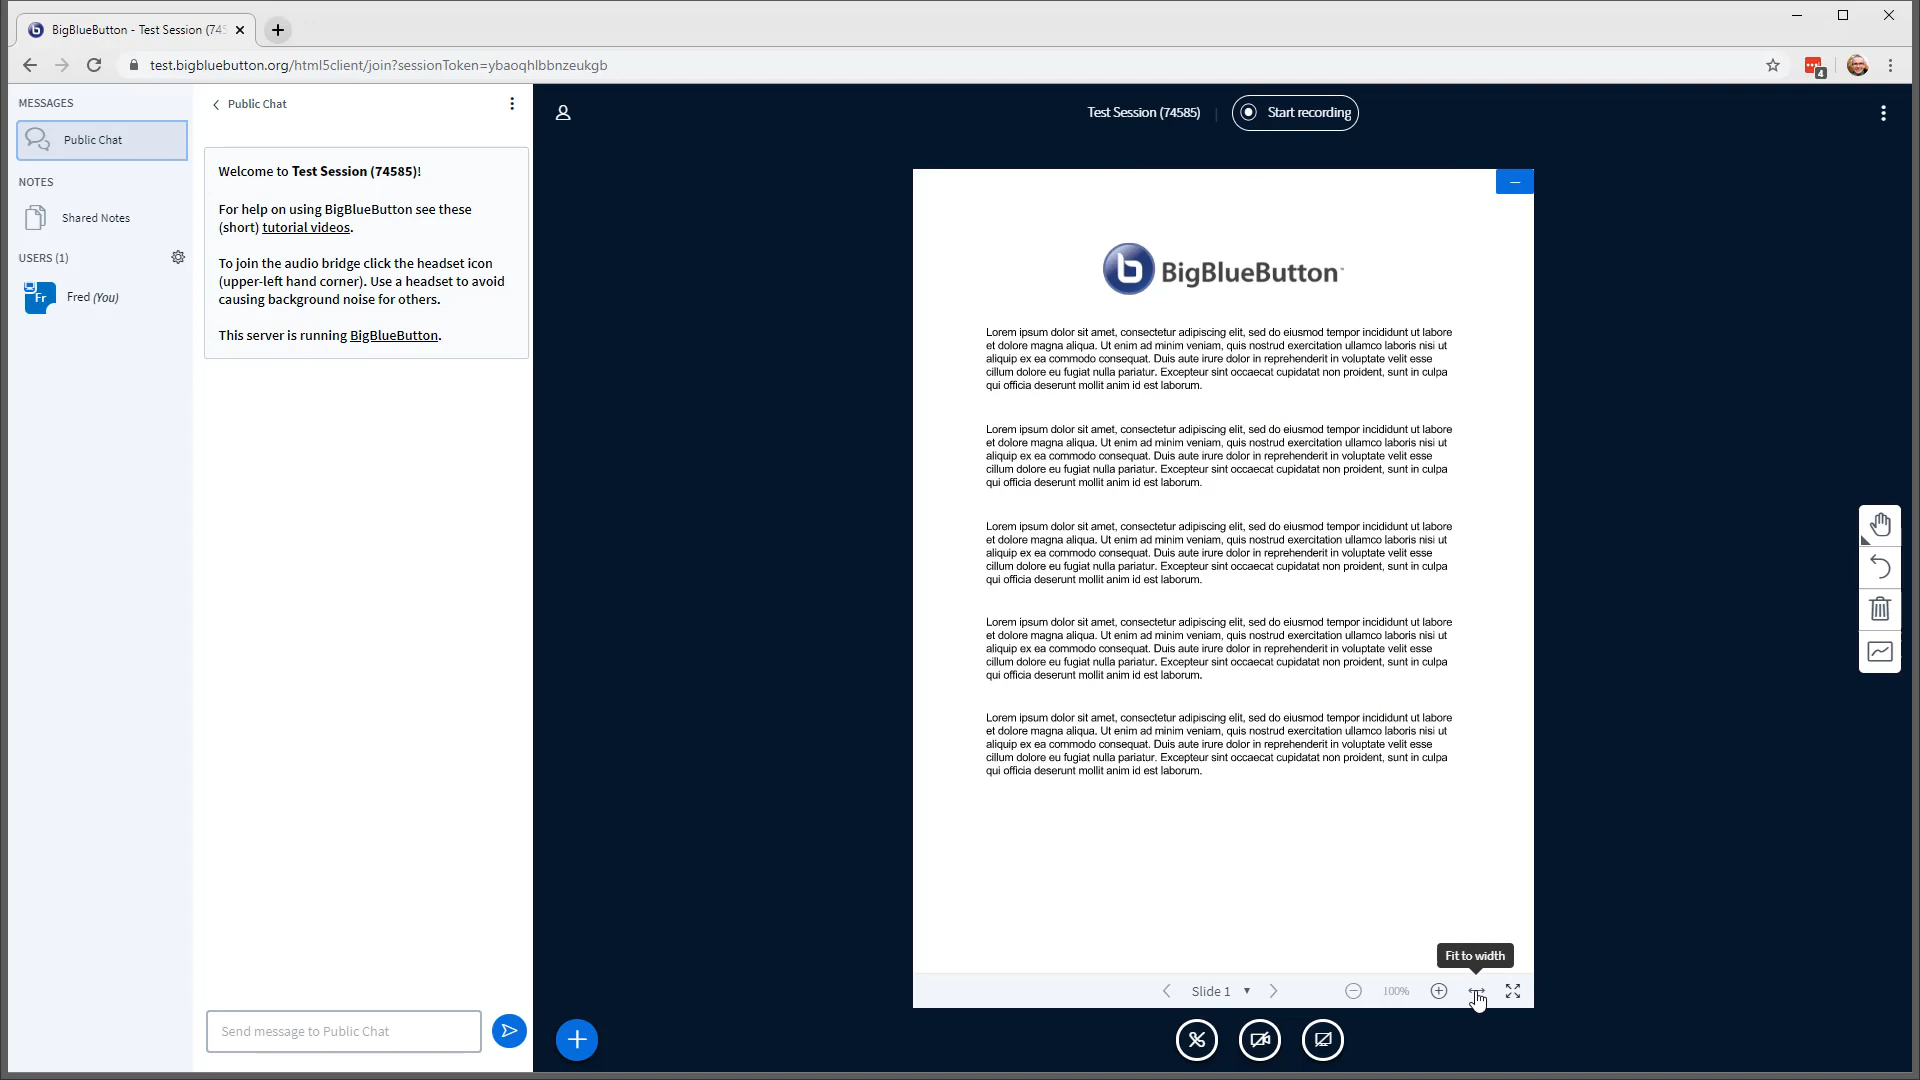 BigBlueButton - Test Session (745
test.bigbluebutton.org/html5client/join?sessionToken=ybaoqhlbbnzeukgb
4
MESSAGES
Public Chat
NOTES
Shared Notes
USERS (1)
Fr
Fred (You)
Public Chat
Welcome to Test Session (74585)!
For help on using BigBlueButton see these
(short) tutorial videos.
To join the audio bridge click the headset icon
(upper-left hand corner). Use a headset to avoid
causing background noise for others.
This server is running BigBlueButton.
Send message to Public Chat
Test Session (74585)
Start recording
b BigBlueButton
Lorem ipsum dolor sit amet, consectetur adipiscing elit, sed do eiusmod tempor incididunt ut labore
et dolore magna aliqua. Ut enim ad minim veniam, quis nostrud exercitation ullamco laboris nisi ut
aliquip ex ea commodo consequat. Duis aute irure dolor in reprehenderit in voluptate velit esse
cillum dolore eu fugiat nulla pariatur. Excepteur sint occaecat cupidatat non proident, sunt in culpa
qui officia deserunt mollit anim id est laborum.
Lorem ipsum dolor sit amet, consectetur adipiscing elit, sed do eiusmod tempor incididunt ut labore
et dolore magna aliqua. Ut enim ad minim veniam, quis nostrud exercitation ullamco laboris nisi ut
aliquip ex ea commodo consequat. Duis aute irure dolor in reprehenderit in voluptate velit esse
cillum dolore eu fugiat nulla pariatur. Excepteur sint occaecat cupidatat non proident, sunt in culpa
qui officia deserunt mollit anim id est laborum.
Lorem ipsum dolor sit amet, consectetur adipiscing elit, sed do eiusmod tempor incididunt ut labore
et dolore magna aliqua. Ut enim ad minim veniam, quis nostrud exercitation ullamco laboris nisi ut
aliquip ex ea commodo consequat. Duis aute irure dolor in reprehenderit in voluptate velit esse
cillum dolore eu fugiat nulla pariatur. Excepteur sint occaecat cupidatat non proident, sunt in culpa
qui officia deserunt mollit anim id est laborum.
Lorem ipsum dolor sit amet, consectetur adipiscing elit, sed do eiusmod tempor incididunt ut labore
et dolore magna aliqua. Ut enim ad minim veniam, quis nostrud exercitation ullamco laboris nisi ut
aliquip ex ea commodo consequat. Duis aute irure dolor in reprehenderit in voluptate velit esse
cillum dolore eu fugiat nulla pariatur. Excepteur sint occaecat cupidatat non proident, sunt in culpa
qui officia deserunt mollit anim id est laborum.
Lorem ipsum dolor sit amet, consectetur adipiscing elit, sed do eiusmod tempor incididunt ut labore
et dolore magna aliqua. Ut enim ad minim veniam, quis nostrud exercitation ullamco laboris nisi ut
aliquip ex ea commodo consequat. Duis aute irure dolor in reprehenderit in voluptate velit esse
cillum dolore eu fugiat nulla pariatur. Excepteur sint occaecat cupidatat non proident, sunt in culpa
qui officia deserunt mollit anim id est laborum.
Fit to width
Slide 1
100%